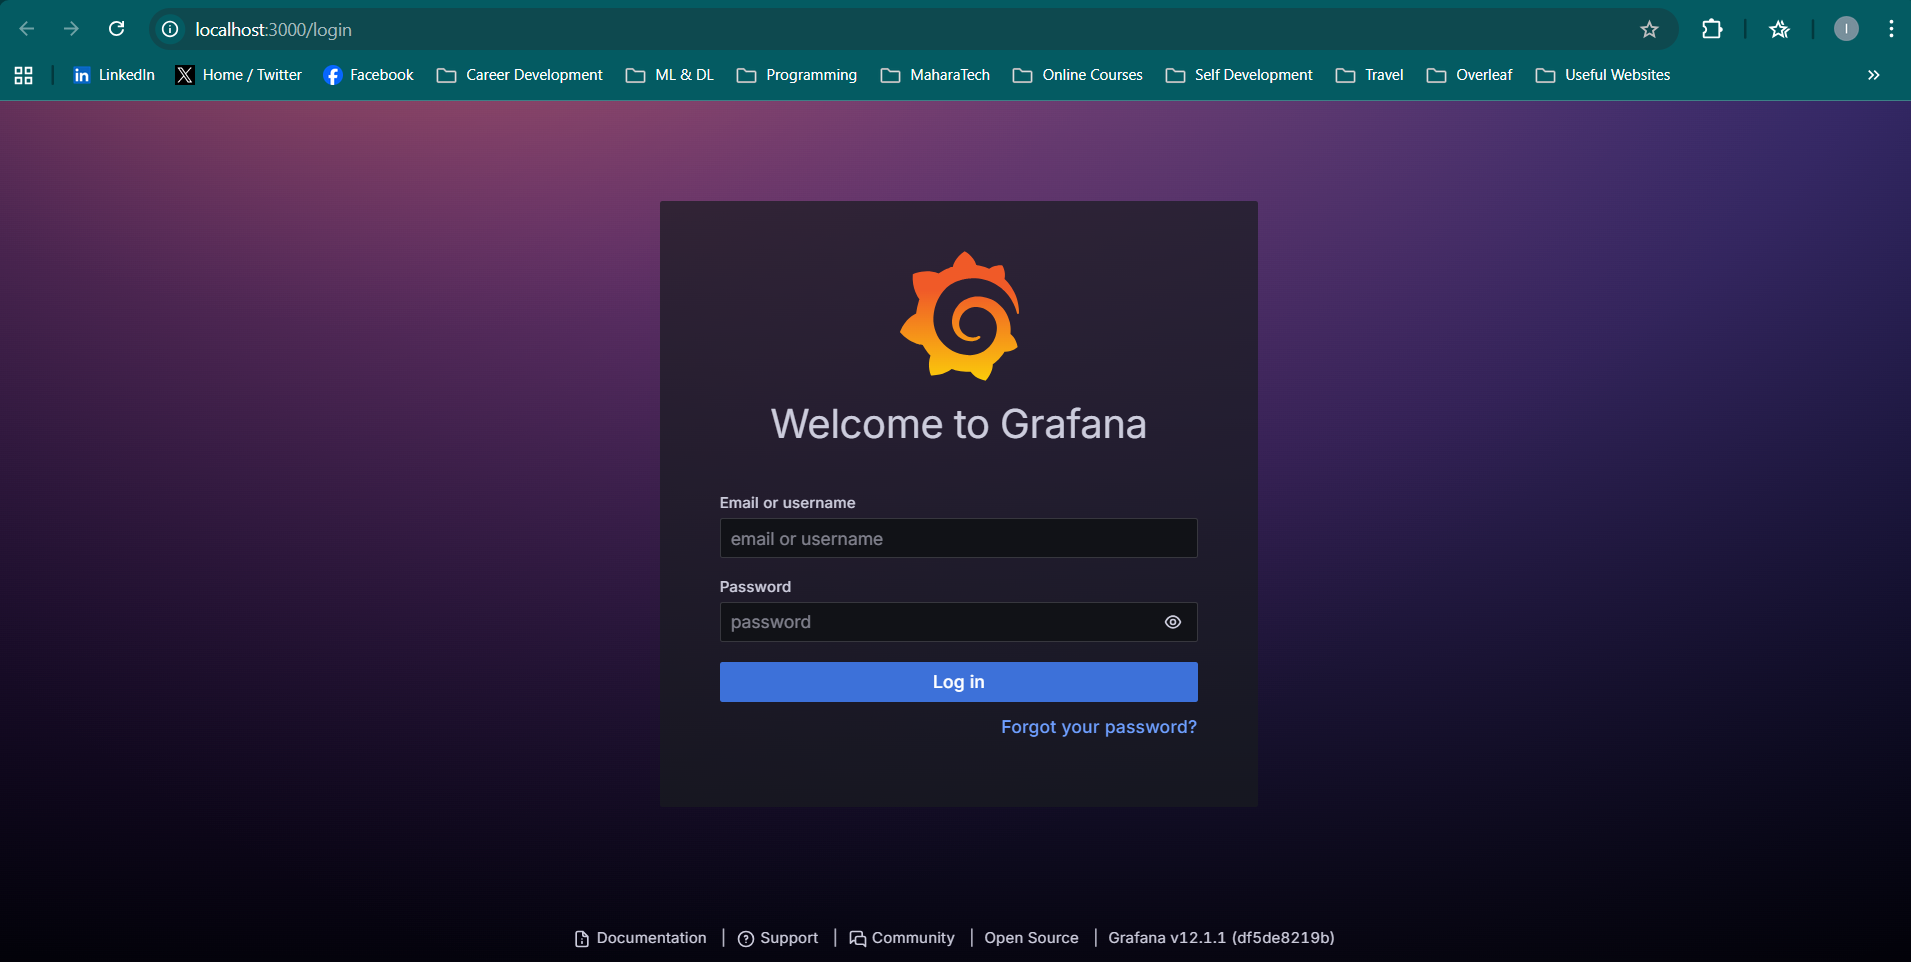 localhost:3000/login
I
in LinkedIn X Home / Twitter f Facebook Career Development ML & DL Programming MaharaTech Online Courses Self Development Travel Overleaf Useful Websites »
Welcome to Grafana
Email or username
email or username
Password
password
Log in
Forgot your password?
Documentation | Support | Community | Open Source | Grafana v12.1.1 (df5de8219b)